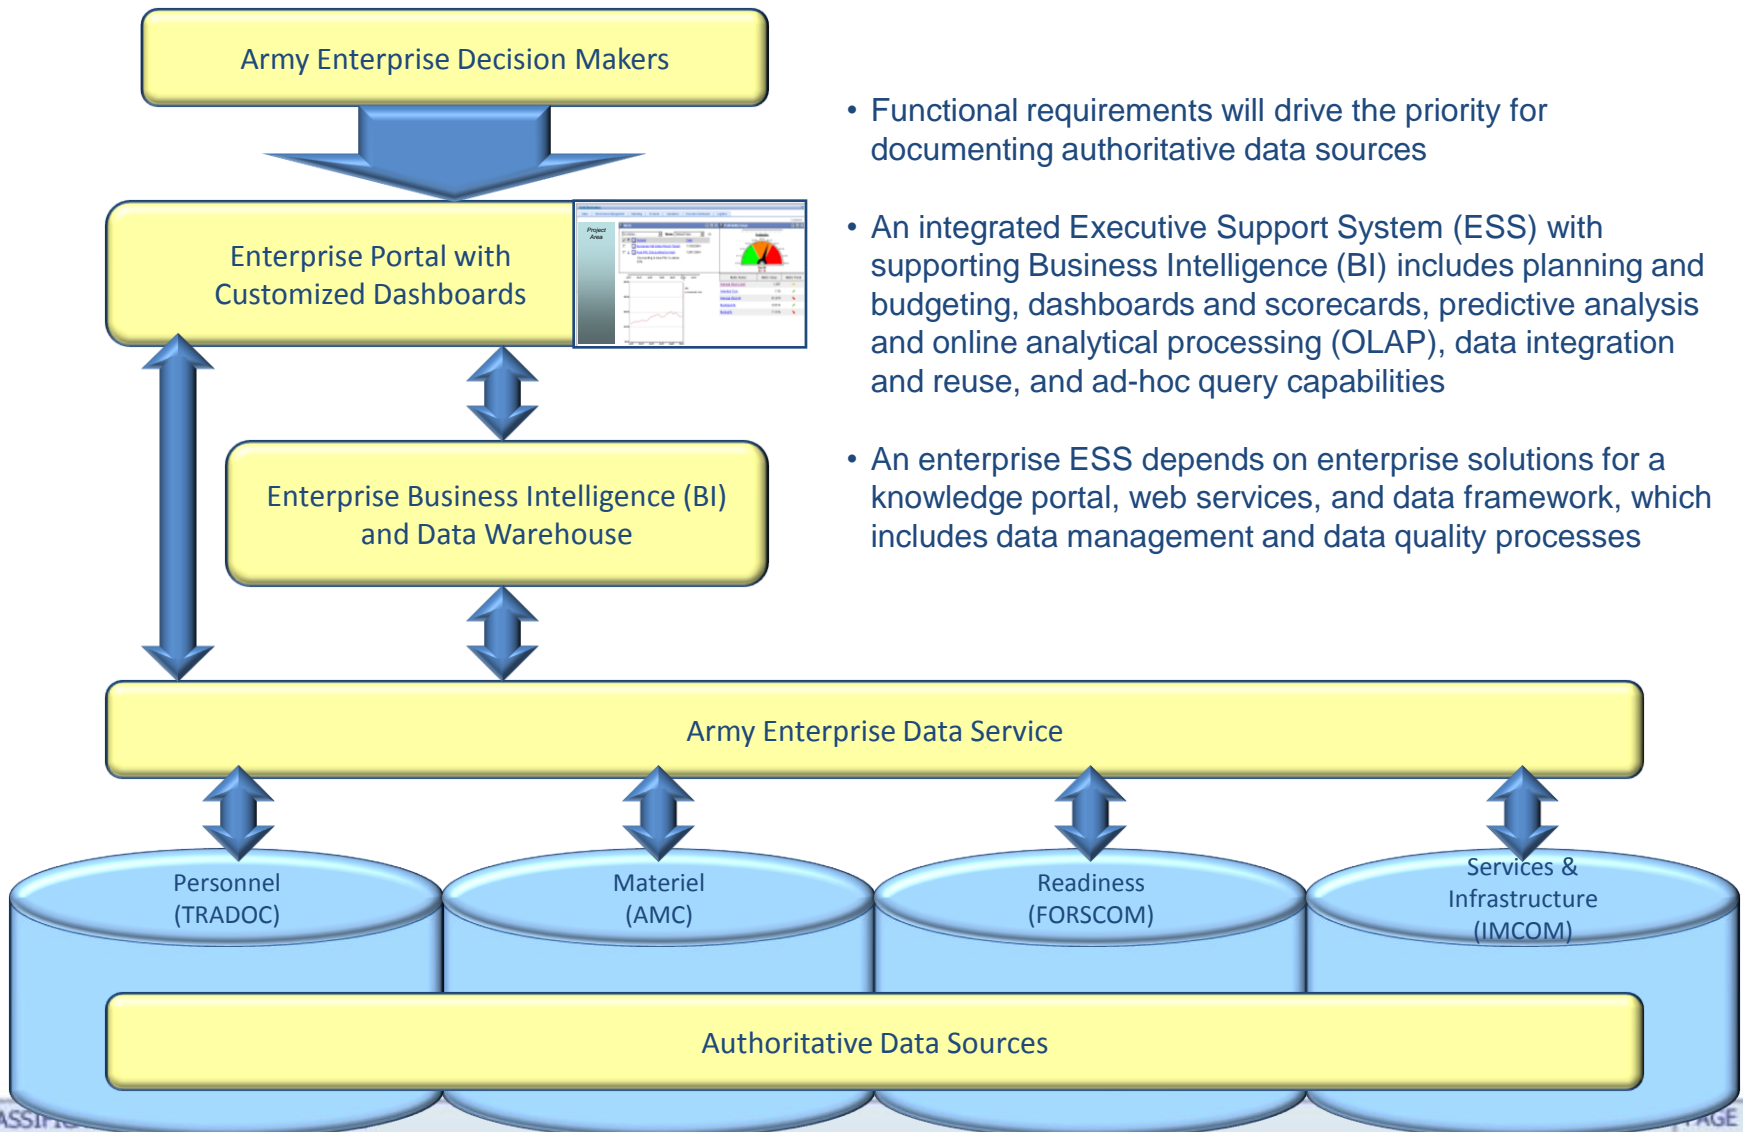 Army Enterprise Decision Makers
• Functional requirements will drive the priority for
documenting authoritative data sources
Enterprise Portal with
Customized Dashboards
Project
Area
• An integrated Executive Support System (ESS) with
supporting Business Intelligence (BI) includes planning and
budgeting, dashboards and scorecards, predictive analysis
and online analytical processing (OLAP), data integration
and reuse, and ad-hoc query capabilities
• An enterprise ESS depends on enterprise solutions for a
knowledge portal, web services, and data framework, which
includes data management and data quality processes
Enterprise Business Intelligence (BI)
and Data Warehouse
Army Enterprise Data Service
Personnel
(TRADOC)
Materiel
(AMC)
Readiness
(FORSCOM)
Services &
Infrastructure
(IMCOM)
Authoritative Data Sources